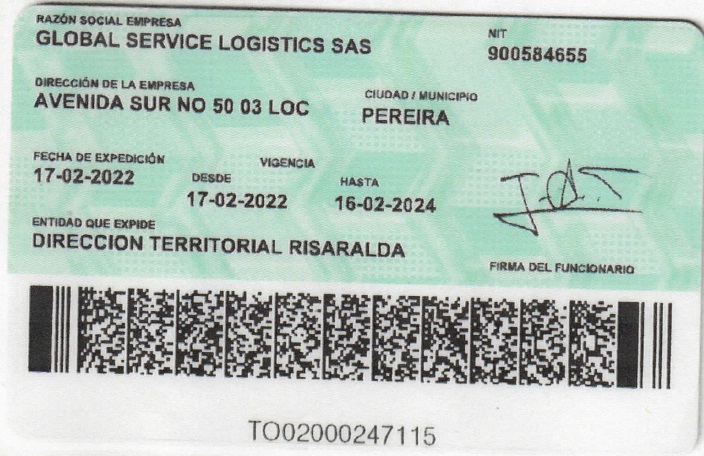 RAZÓN SOCIAL EMPRESA
GLOBAL SERVICE LOGISTICS SAS
NIT
900584655
DIRECCIÓN DE LA EMPRESA
AVENIDA SUR NO 50 03 LOC
CIUDAD / MUNICIPIO
PEREIRA
FECHA DE EXPEDICIÓN
17-02-2022
VIGENCIA
DESDE
17-02-2022
HASTA
16-02-2024
ENTIDAD QUE EXPIDE
DIRECCION TERRITORIAL RISARALDA
FIRMA DEL FUNCIONARIO
TO02000247115